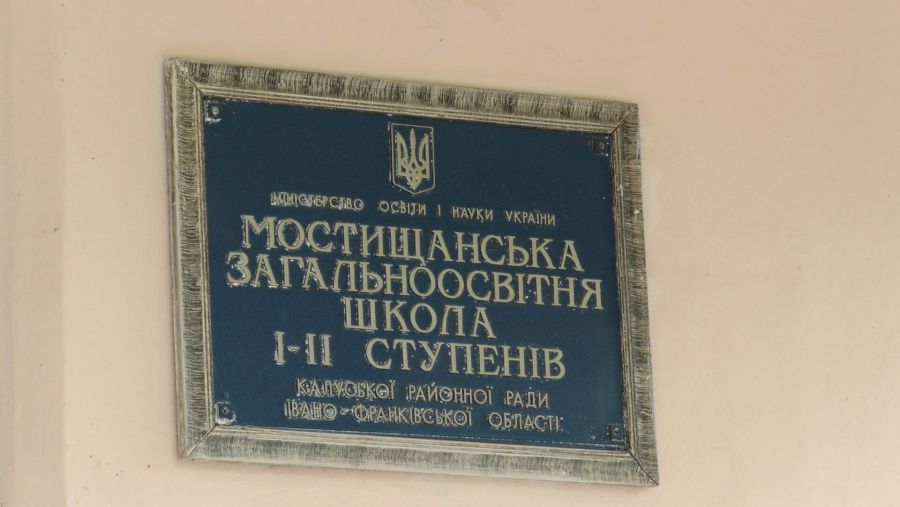 МІНІСТЕРСТВО ОСВІТИ І НАУКИ УКРАЇНИ
МОСТИЩАНСЬКА
ЗАГАЛЬНООСВІТНЯ
ШКОЛА
І-ІІ СТУПЕНІВ
КАЛУСЬКОЇ РАЙОННОЇ РАДИ
ІВАНО-ФРАНКІВСЬКОЇ ОБЛАСТІ